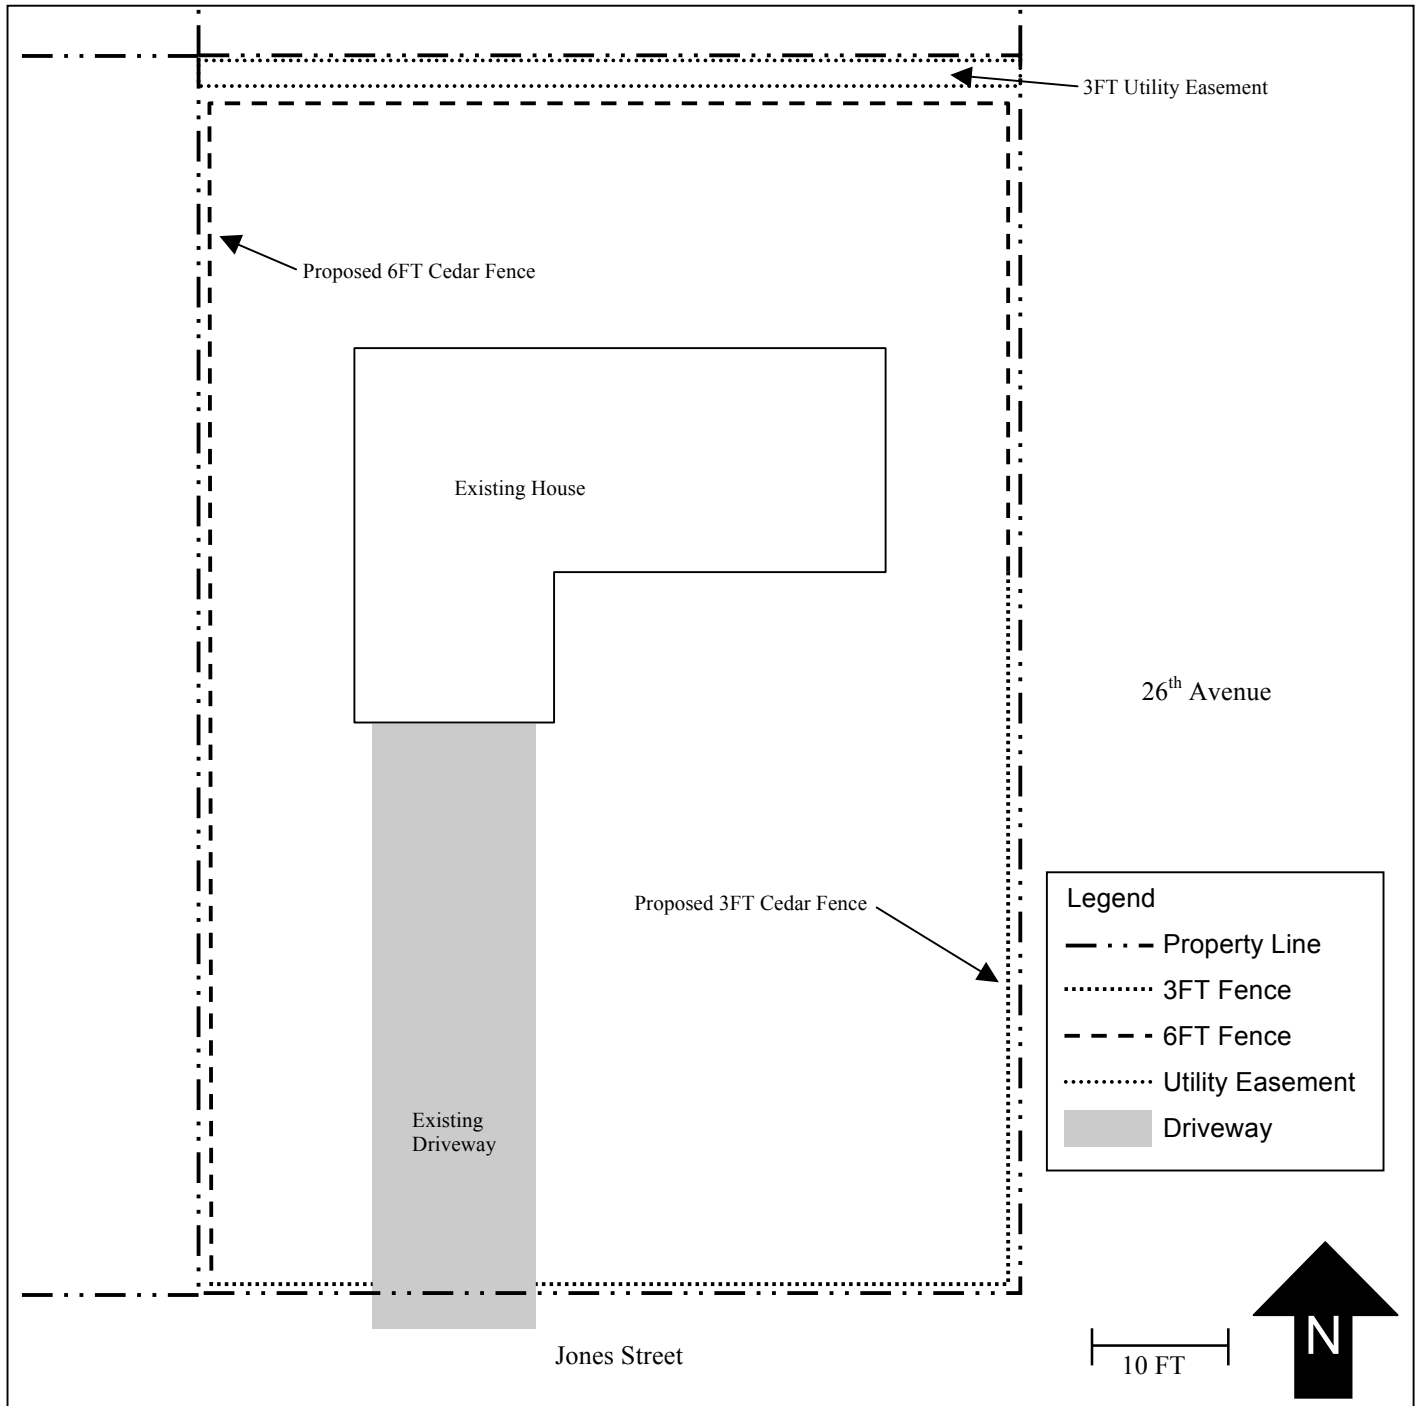 3FT Utility Easement
Proposed 6FT Cedar Fence
Existing House
26th Avenue
Proposed 3FT Cedar Fence
Legend
Property Line
3FT Fence
6FT Fence
Utility Easement
Driveway
Existing
Driveway
Jones Street
10 FT
N